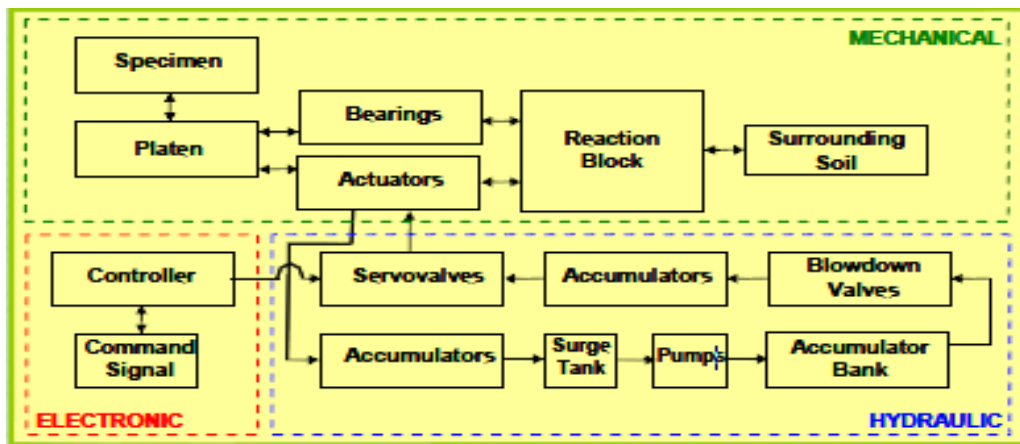 MECHANICAL
Specimen
Platen
Bearings
Actuators
Reaction
Block
Surrounding
Soil
Controller
Command
Signal
ELECTRONIC
Servovalves
Accumulators
Blowdown
Valves
Accumulators
Surge
Tank
Pumps
Accumulator
Bank
HYDRAULIC